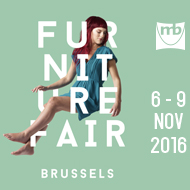 FUR
NIT
URE
FAIR
BRUSSELS
mb
6 - 9
NOV
2016